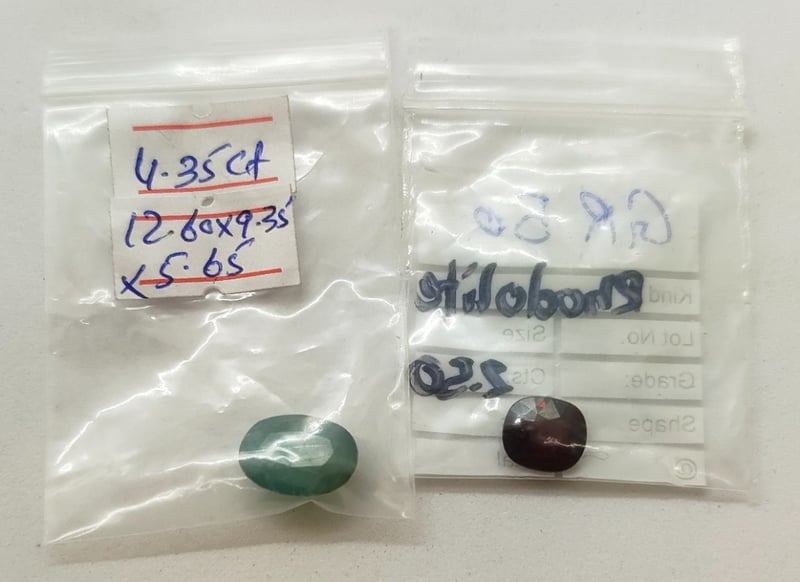 4.35 Ct
12.60x9.35
x 5.65
GR 50
Kind
Rhodolite
Lot No.
Size
Grade:
Cts
2.50
Shape
©